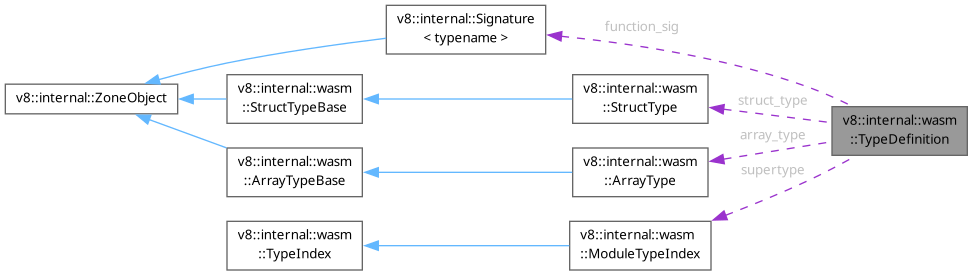 v8::internal::Signature
< typename >
function_sig
v8::internal::ZoneObject
v8::internal::wasm
::StructTypeBase
v8::internal::wasm
::StructType
struct_type
v8::internal::wasm
::TypeDefinition
array_type
v8::internal::wasm
::ArrayTypeBase
v8::internal::wasm
::ArrayType
supertype
v8::internal::wasm
::TypeIndex
v8::internal::wasm
::ModuleTypeIndex